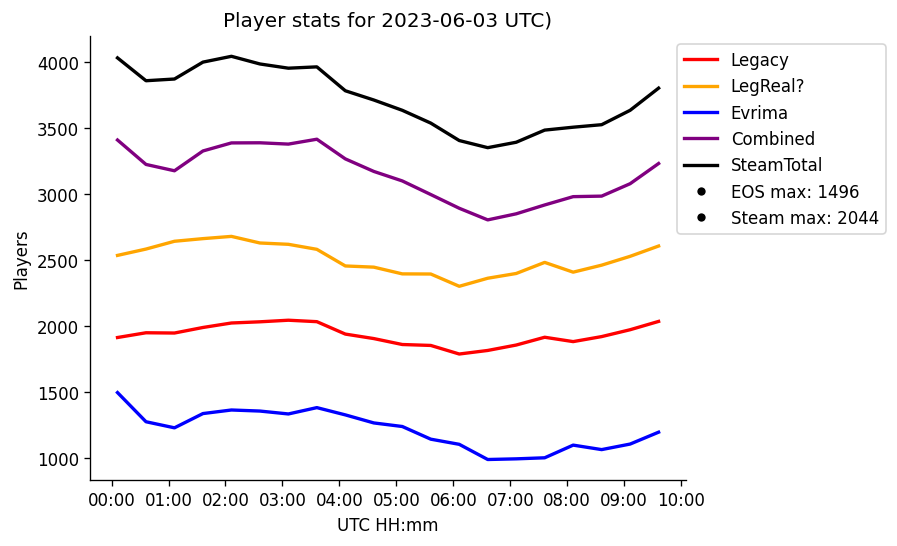 Player stats for 2023-06-03 UTC)
Legacy
LegReal?
Evrima
Combined
SteamTotal
EOS max: 1496
Steam max: 2044
Players
4000
3500
3000
2500
2000
1500
1000
00:00 01:00 02:00 03:00 04:00 05:00 06:00 07:00 08:00 09:00 10:00
UTC HH:mm